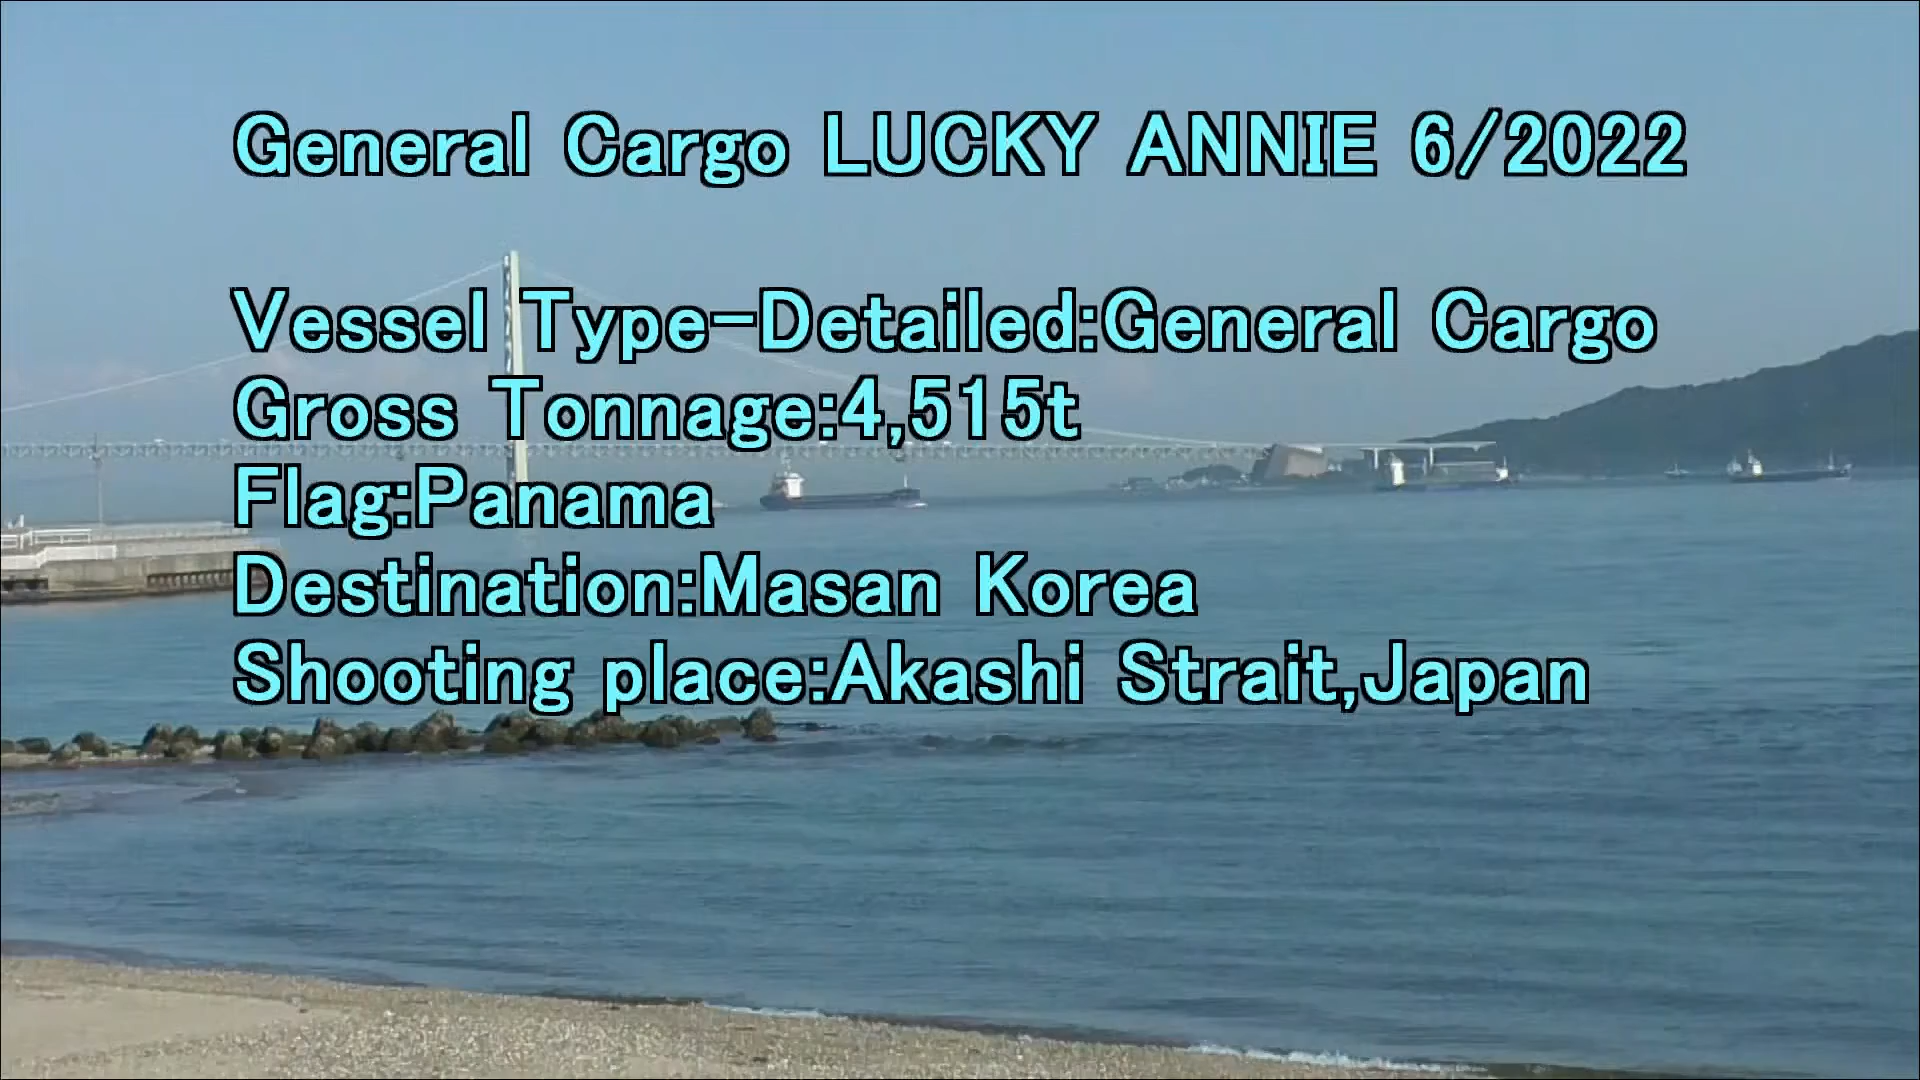 General Cargo LUCKY ANNIE 6/2022
Vessel Type-Detailed:General Cargo
Gross Tonnage:4,515t
Flag:Panama
Destination:Masan Korea
Shooting place:Akashi Strait,Japan